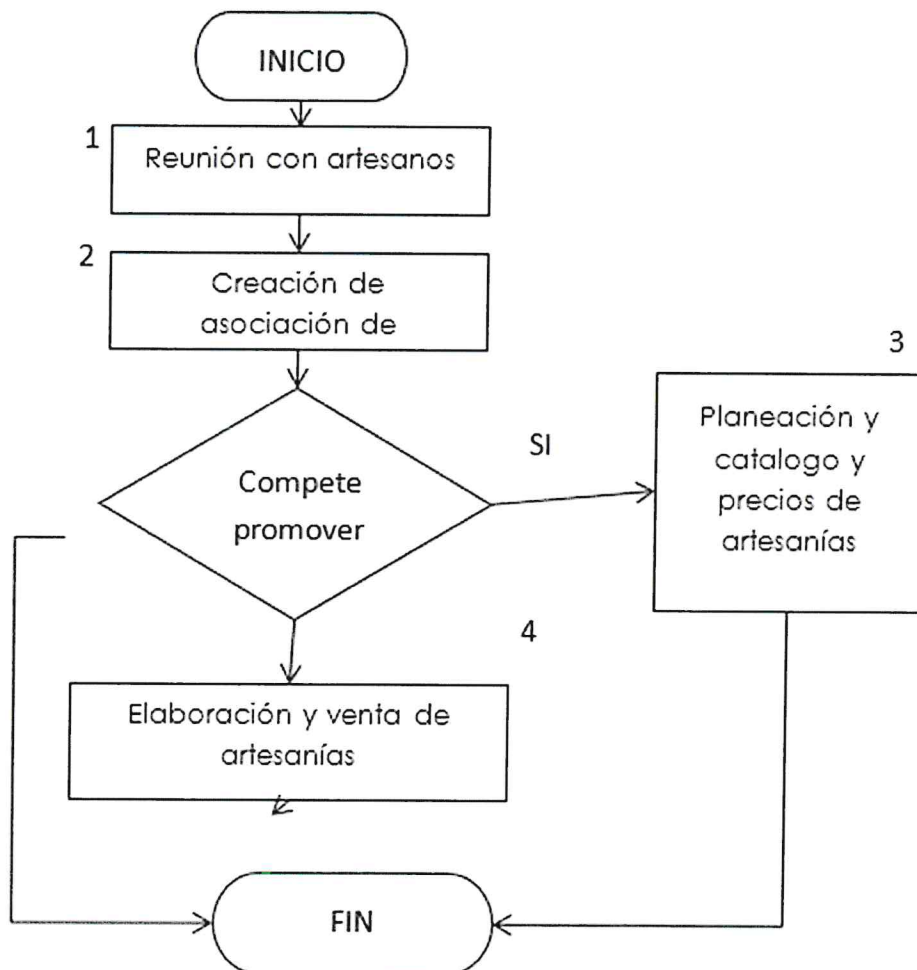 INICIO
1
Reunión con artesanos
2
Creación de
asociación de
3
SI
Planeación y
catalogo y
precios de
artesanías
Compete
promover
4
Elaboración y venta de
artesanías
FIN